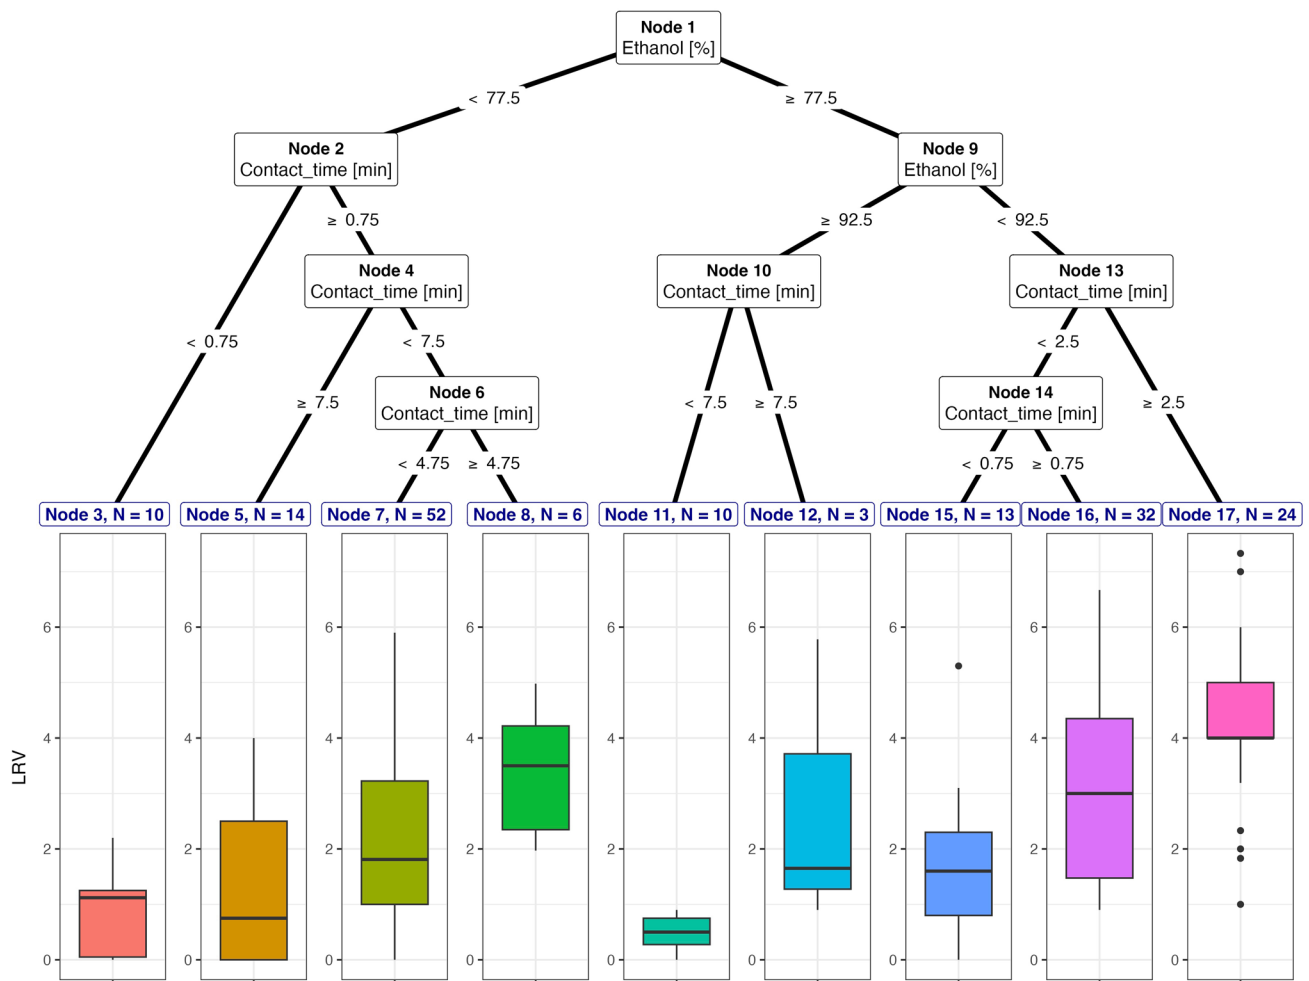 Node 1
Ethanol [%]
< 77.5
≥ 77.5
Node 2
Contact_time [min]
Node 9
Ethanol [%]
≥ 0.75
≥ 92.5
< 92.5
Node 4
Contact_time [min]
Node 10
Contact_time [min]
Node 13
Contact_time [min]
< 0.75
< 7.5
< 2.5
Node 6
Contact_time [min]
Node 14
Contact_time [min]
≥ 7.5
< 7.5
≥ 7.5
≥ 2.5
< 4.75
≥ 4.75
< 0.75
≥ 0.75
Node 3, N = 10
Node 5, N = 14
Node 7, N = 52
Node 8, N = 6
Node 11, N = 10
Node 12, N = 3
Node 15, N = 13
Node 16, N = 32
Node 17, N = 24
LRV
6
4
2
0
6
4
2
0
6
4
2
0
6
4
2
0
6
4
2
0
6
4
2
0
6
4
2
0
6
4
2
0
6
4
2
0